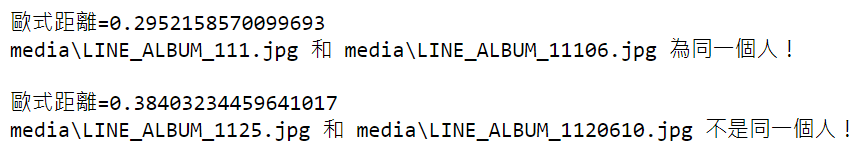 歐式距離=0.2952158570099693
media\LINE_ALBUM_111.jpg 和 media\LINE_ALBUM_11106.jpg 為同一個人！
歐式距離=0.38403234459641017
media\LINE_ALBUM_1125.jpg 和 media\LINE_ALBUM_1120610.jpg 不是同一個人！